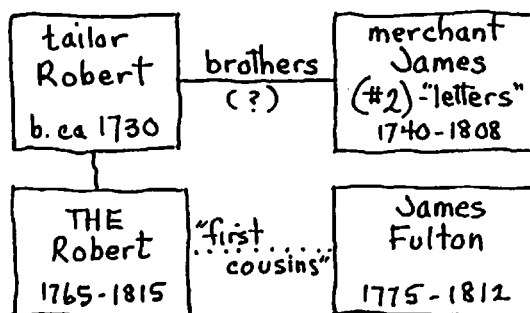 tailor
Robert
b. ca 1730
brothers
(?)
merchant
James
(#2)-"letters"
1740-1808
THE
Robert
1765-1815
"first
cousins"
James
Fulton
1775-1812